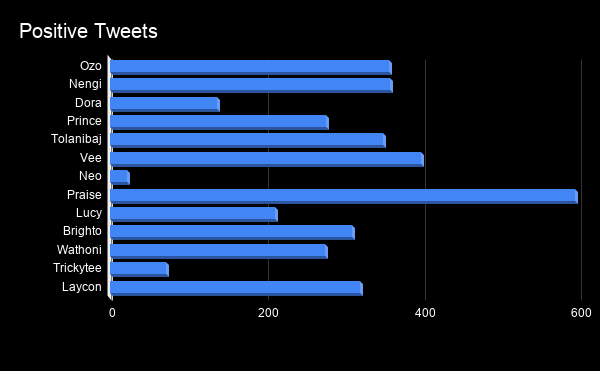 Positive Tweets
Ozo
Nengi
Dora
Prince
Tolanibaj
Vee
Neo
Praise
Lucy
Brighto
Wathoni
Trickytee
Laycon
0 200 400 600